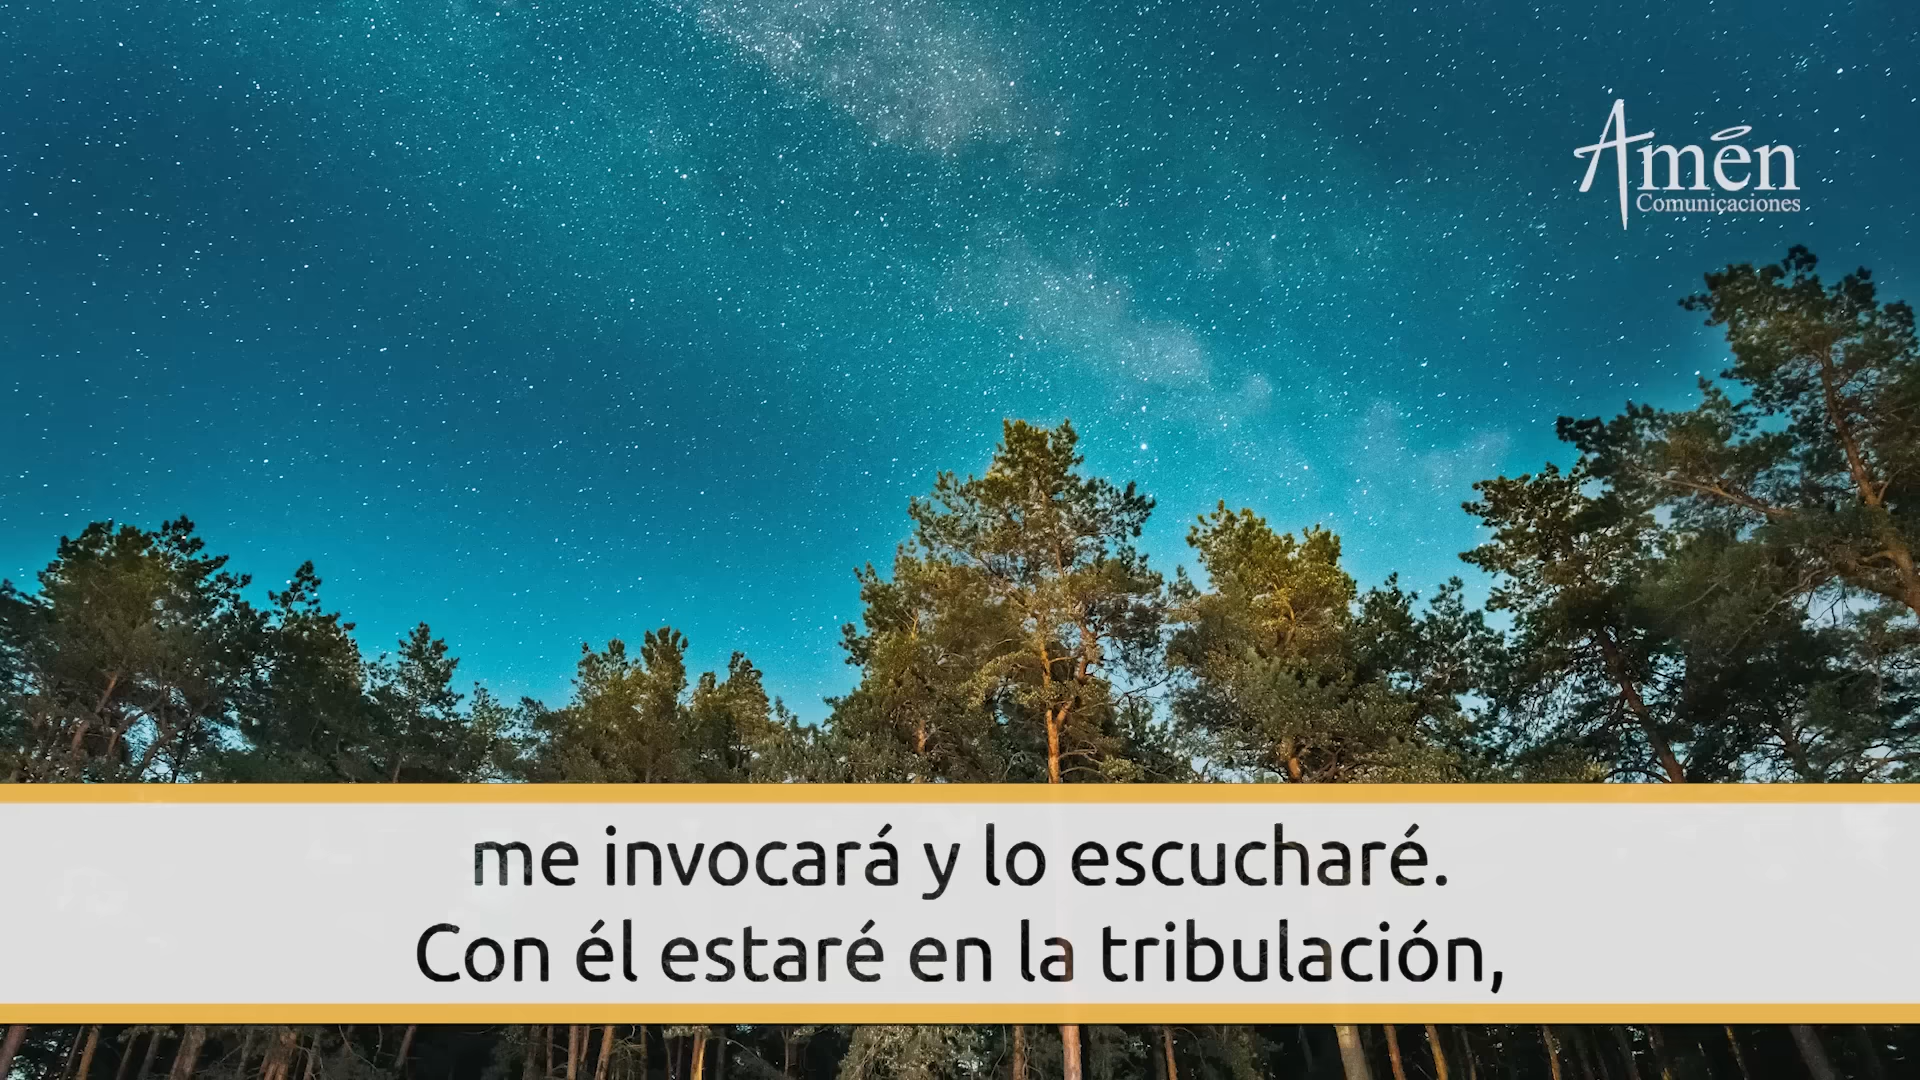 Amén
Comunicaciones
me invocará y lo escucharé.
Con él estaré en la tribulación,